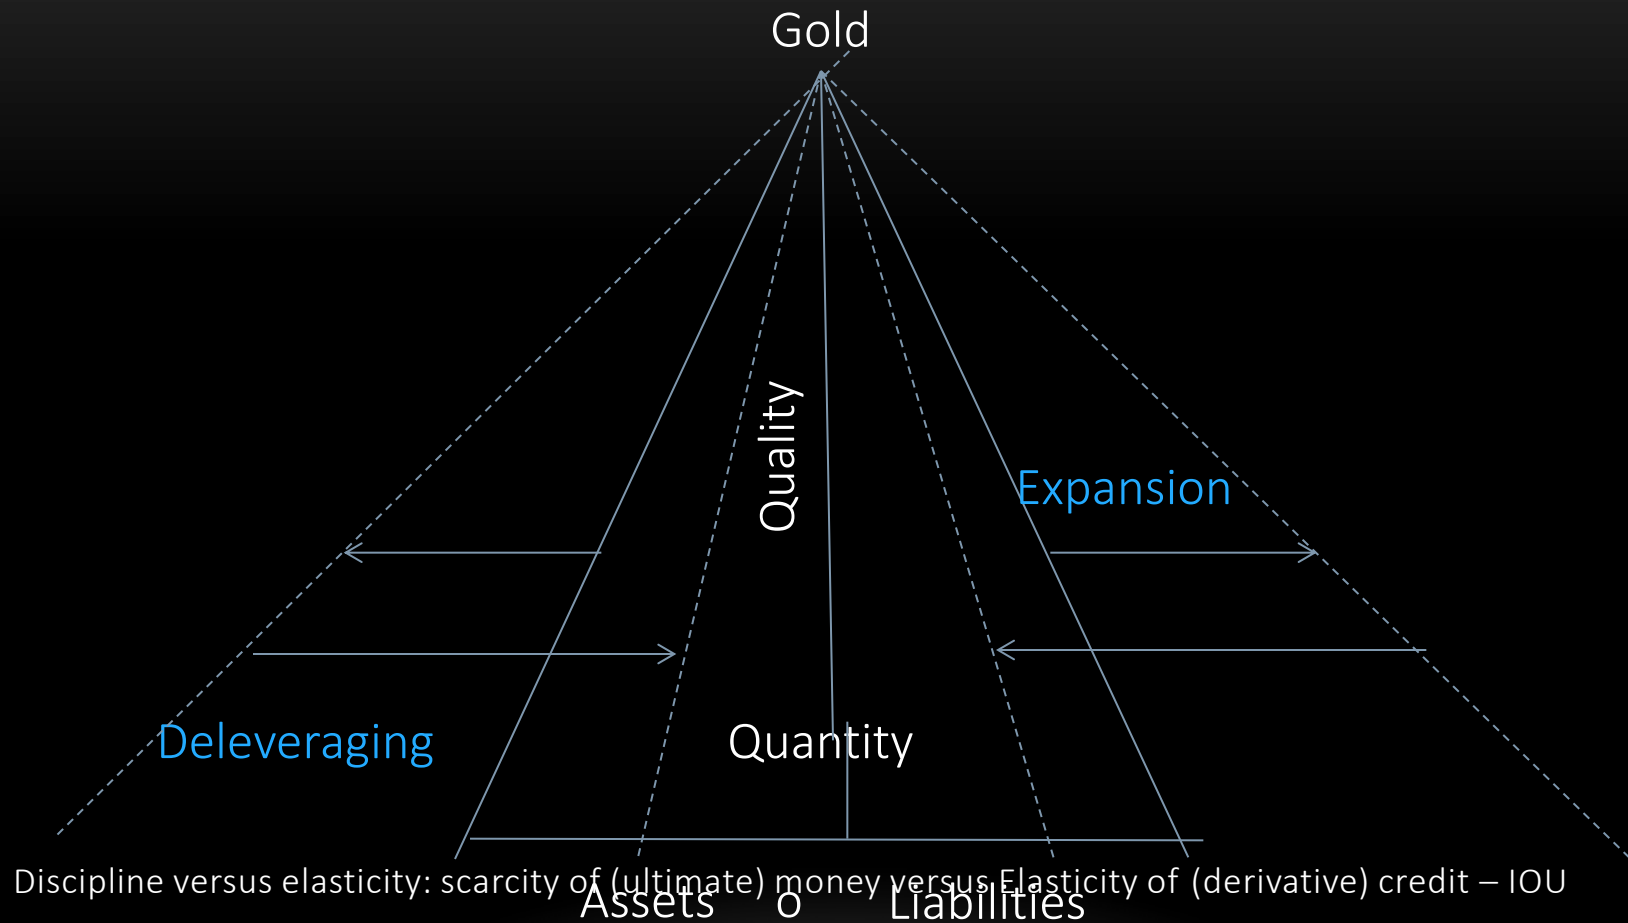 Gold
Quality
Expansion
Deleveraging
Quantity
Discipline versus elasticity: scarcity of (ultimate) money versus Elasticity of (derivative) credit – IOU
Assets o Liabilities